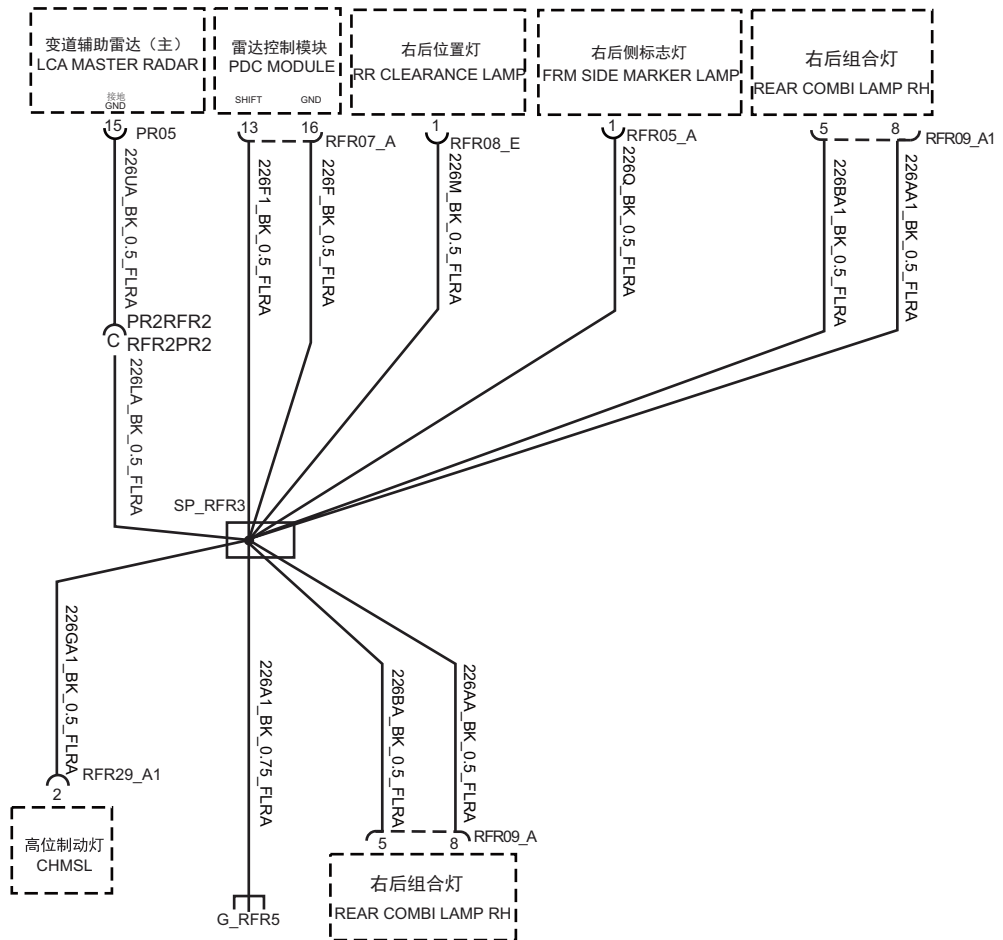 变道辅助雷达（主）
LCA MASTER RADAR
接地
GND
雷达控制模块
PDC MODULE
SHIFT
GND
右后位置灯
RR CLEARANCE LAMP
右后侧标志灯
FRM SIDE MARKER LAMP
右后组合灯
REAR COMBI LAMP RH
15
PR05
13
16
RFR07_A
1
RFR08_E
1
RFR05_A
5
8
RFR09_A1
226UA_BK_0.5_FLRA
226F1_BK_0.5_FLRA
226F_BK_0.5_FLRA
226M_BK_0.5_FLRA
226Q_BK_0.5_FLRA
226BA1_BK_0.5_FLRA
226AA1_BK_0.5_FLRA
PR2RFR2
C
RFR2PR2
226LA_BK_0.5_FLRA
SP_RFR3
226GA1_BK_0.5_FLRA
226A1_BK_0.75_FLRA
226BA_BK_0.5_FLRA
226AA_BK_0.5_FLRA
RFR29_A1
2
高位制动灯
CHMSL
5
8
RFR09_A
右后组合灯
REAR COMBI LAMP RH
G_RFR5